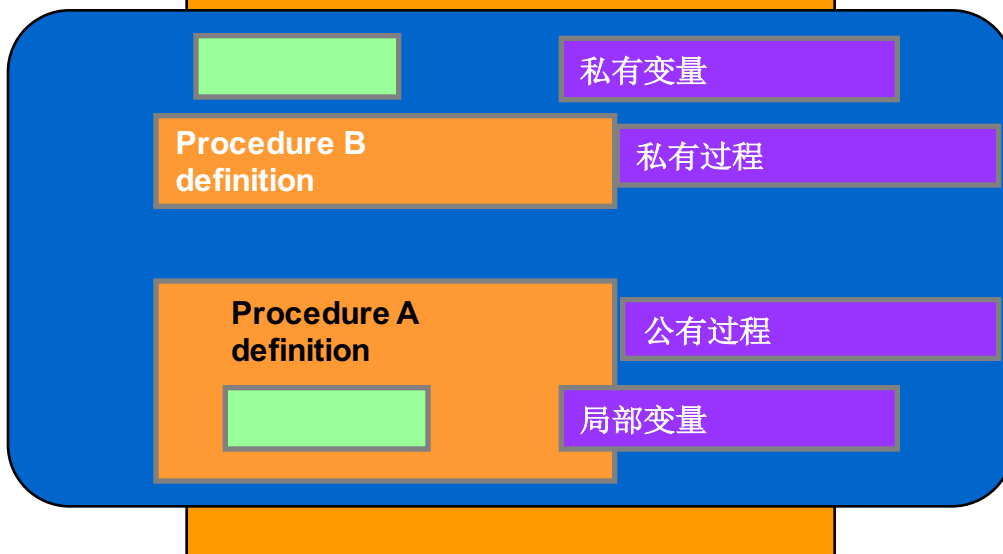 私有变量
Procedure B
definition
私有过程
Procedure A
definition
公有过程
局部变量